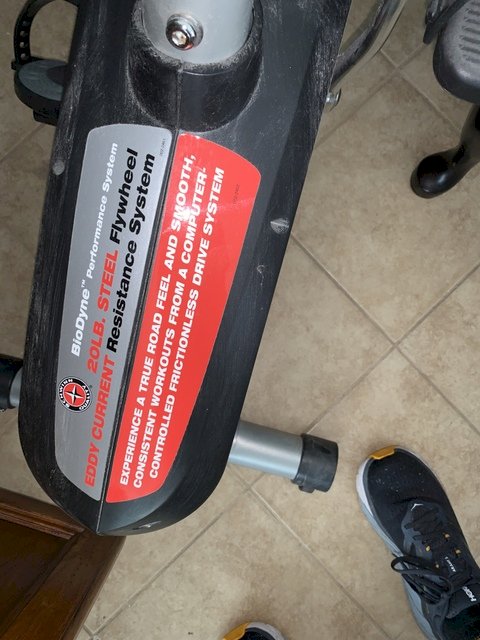 BioDyne™ Performance System
20LB. STEEL Flywheel
EDDY CURRENT Resistance System
EXPERIENCE A TRUE ROAD FEEL AND SMOOTH,
CONSISTENT WORKOUTS FROM A COMPUTER-
CONTROLLED FRICTIONLESS DRIVE SYSTEM